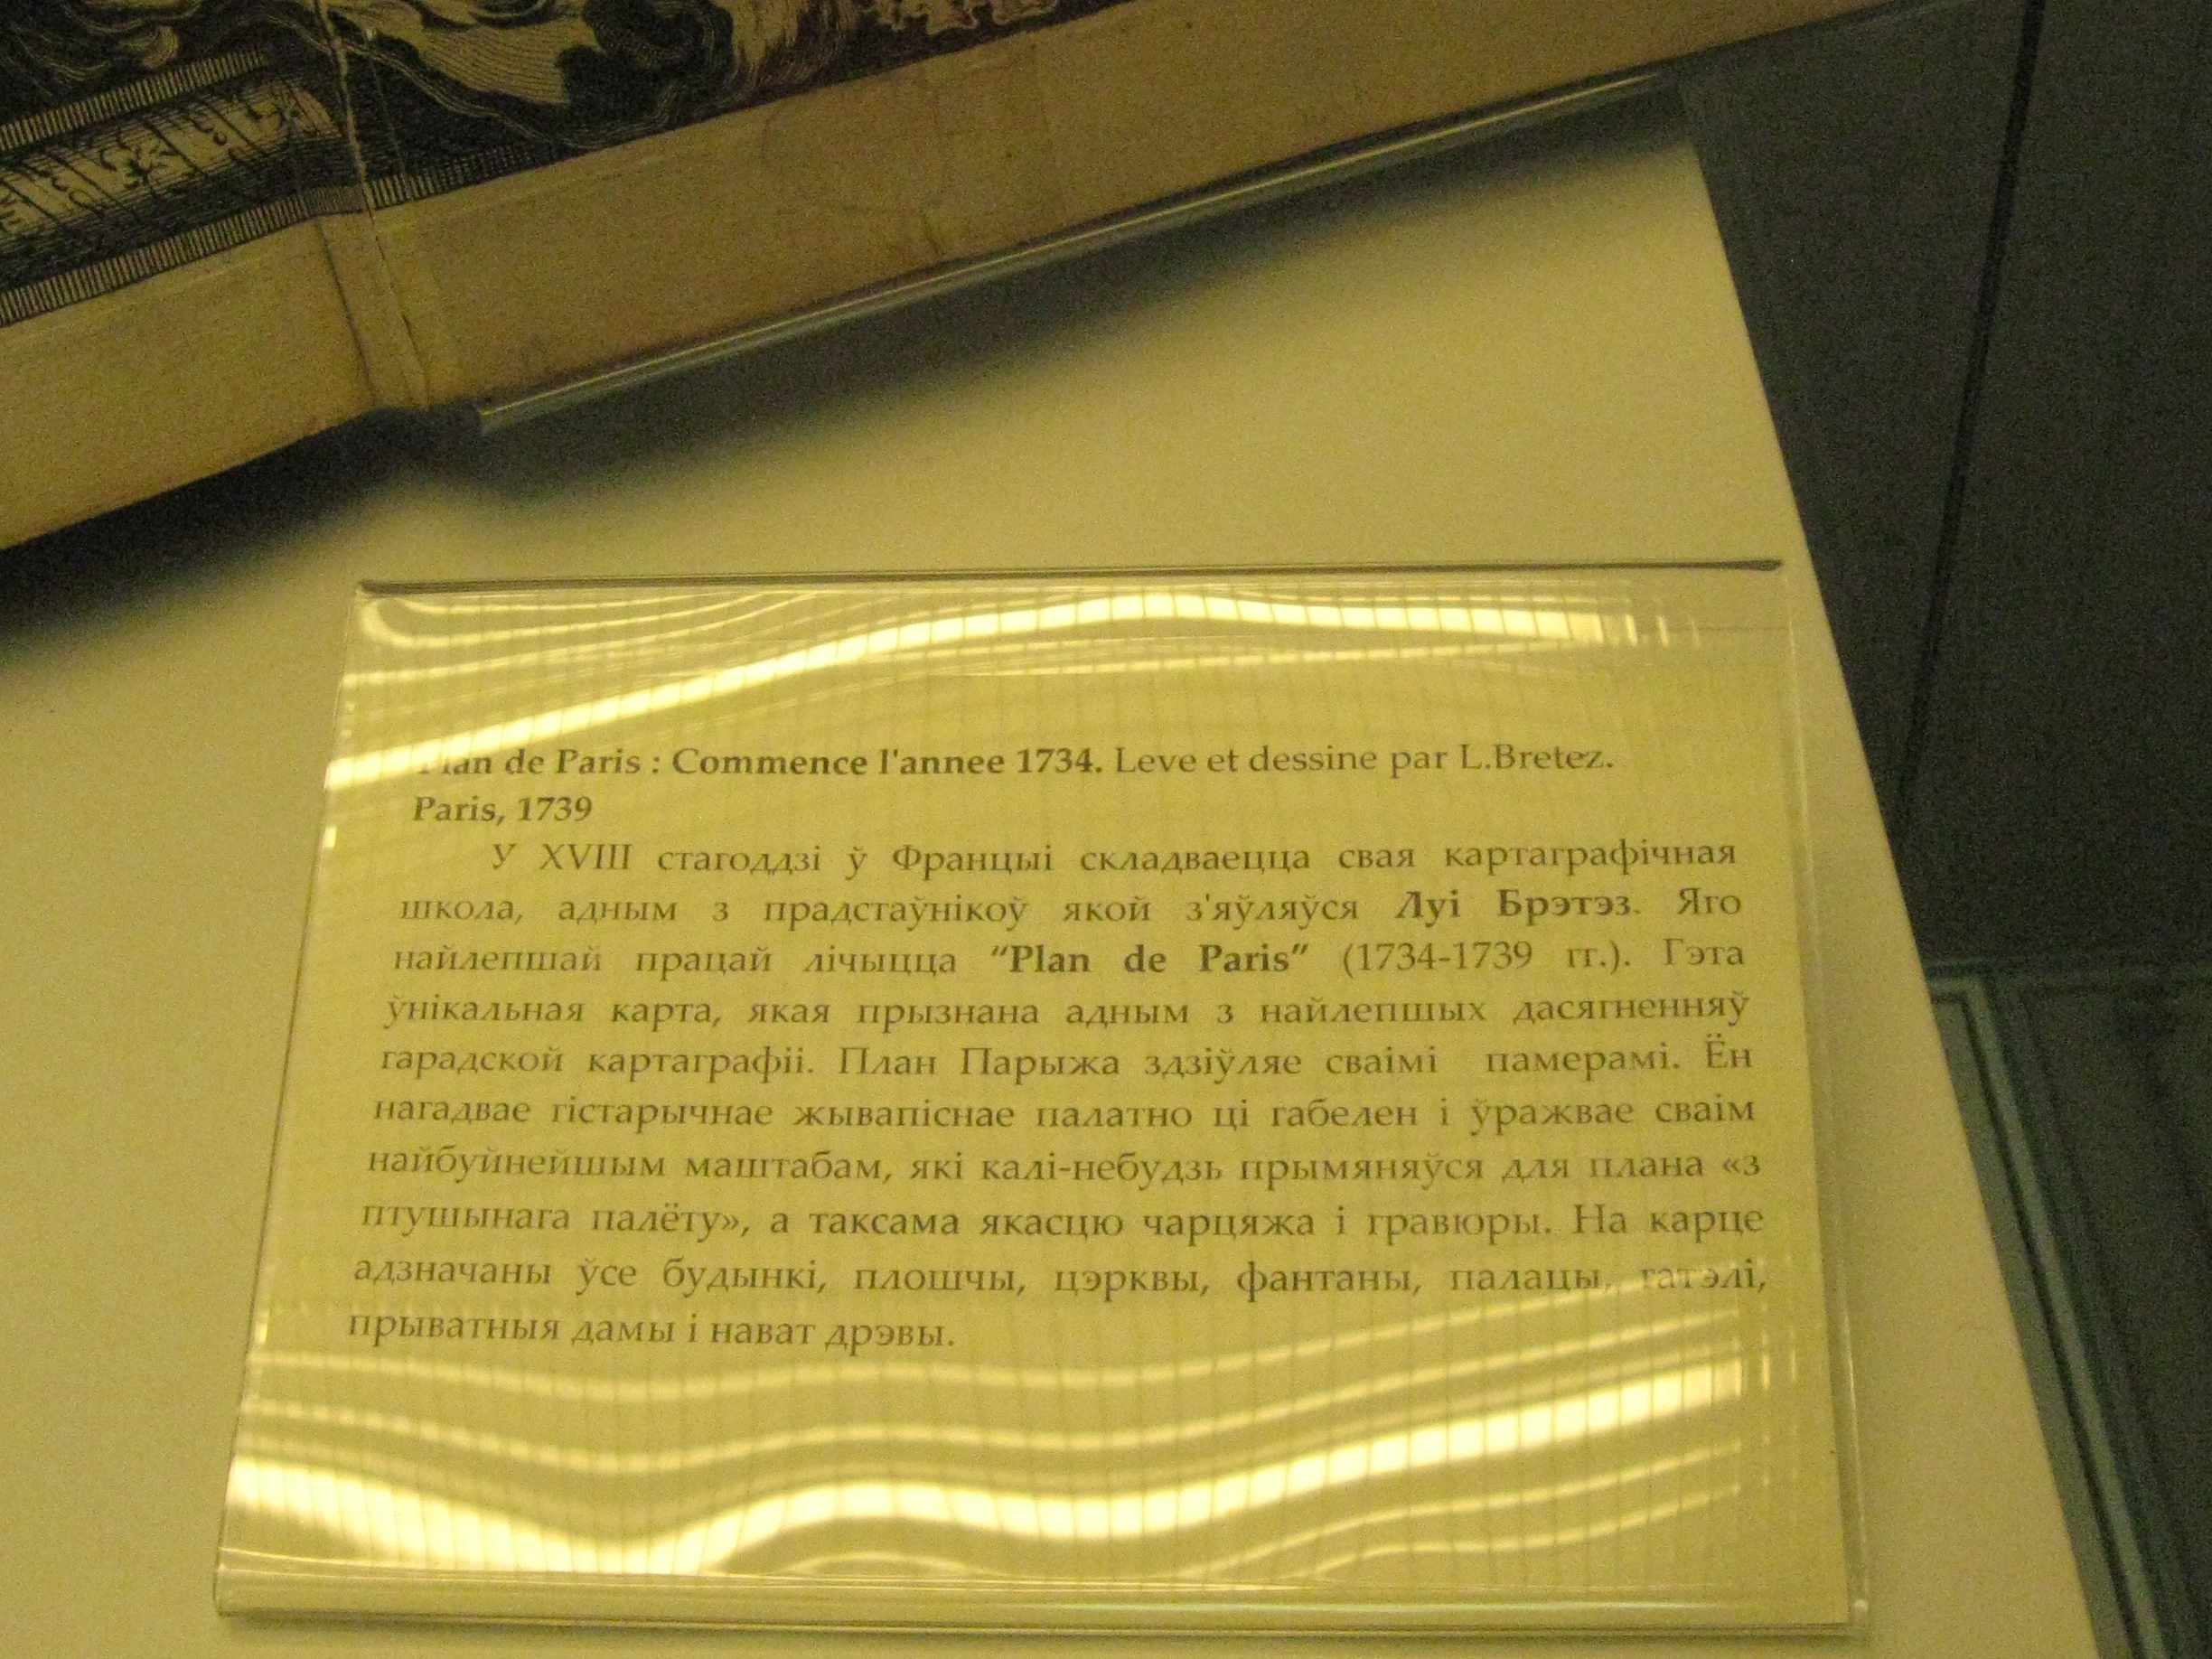 Plan de Paris : Commence l'annee 1734. Leve et dessine par L.Bretez.
Paris, 1739
У XVIII стагоддзі ў Францыі складваецца свая картаграфічная
школа, адным з прадстаўнікоў якой з'яўляўся Луі Брэтэз. Яго
найлепшай працай лічыцца “Plan de Paris” (1734-1739 гг.). Гэта
ўнікальная карта, якая прызнана адным з найлепшых дасягненняў
гарадской картаграфіі. План Парыжа здзіўляе сваімі памерамі. Ён
нагадвае гістарычнае жывапіснае палатно ці габелен і ўражвае сваім
найбуйнейшым маштабам, які калі-небудзь прымяняўся для плана «з
птушынага палёту», а таксама якасцю чарцяжа і гравюры. На карце
адзначаны ўсе будынкі, плошчы, цэрквы, фантаны, палацы, гатэлі,
прыватныя дамы і нават дрэвы.